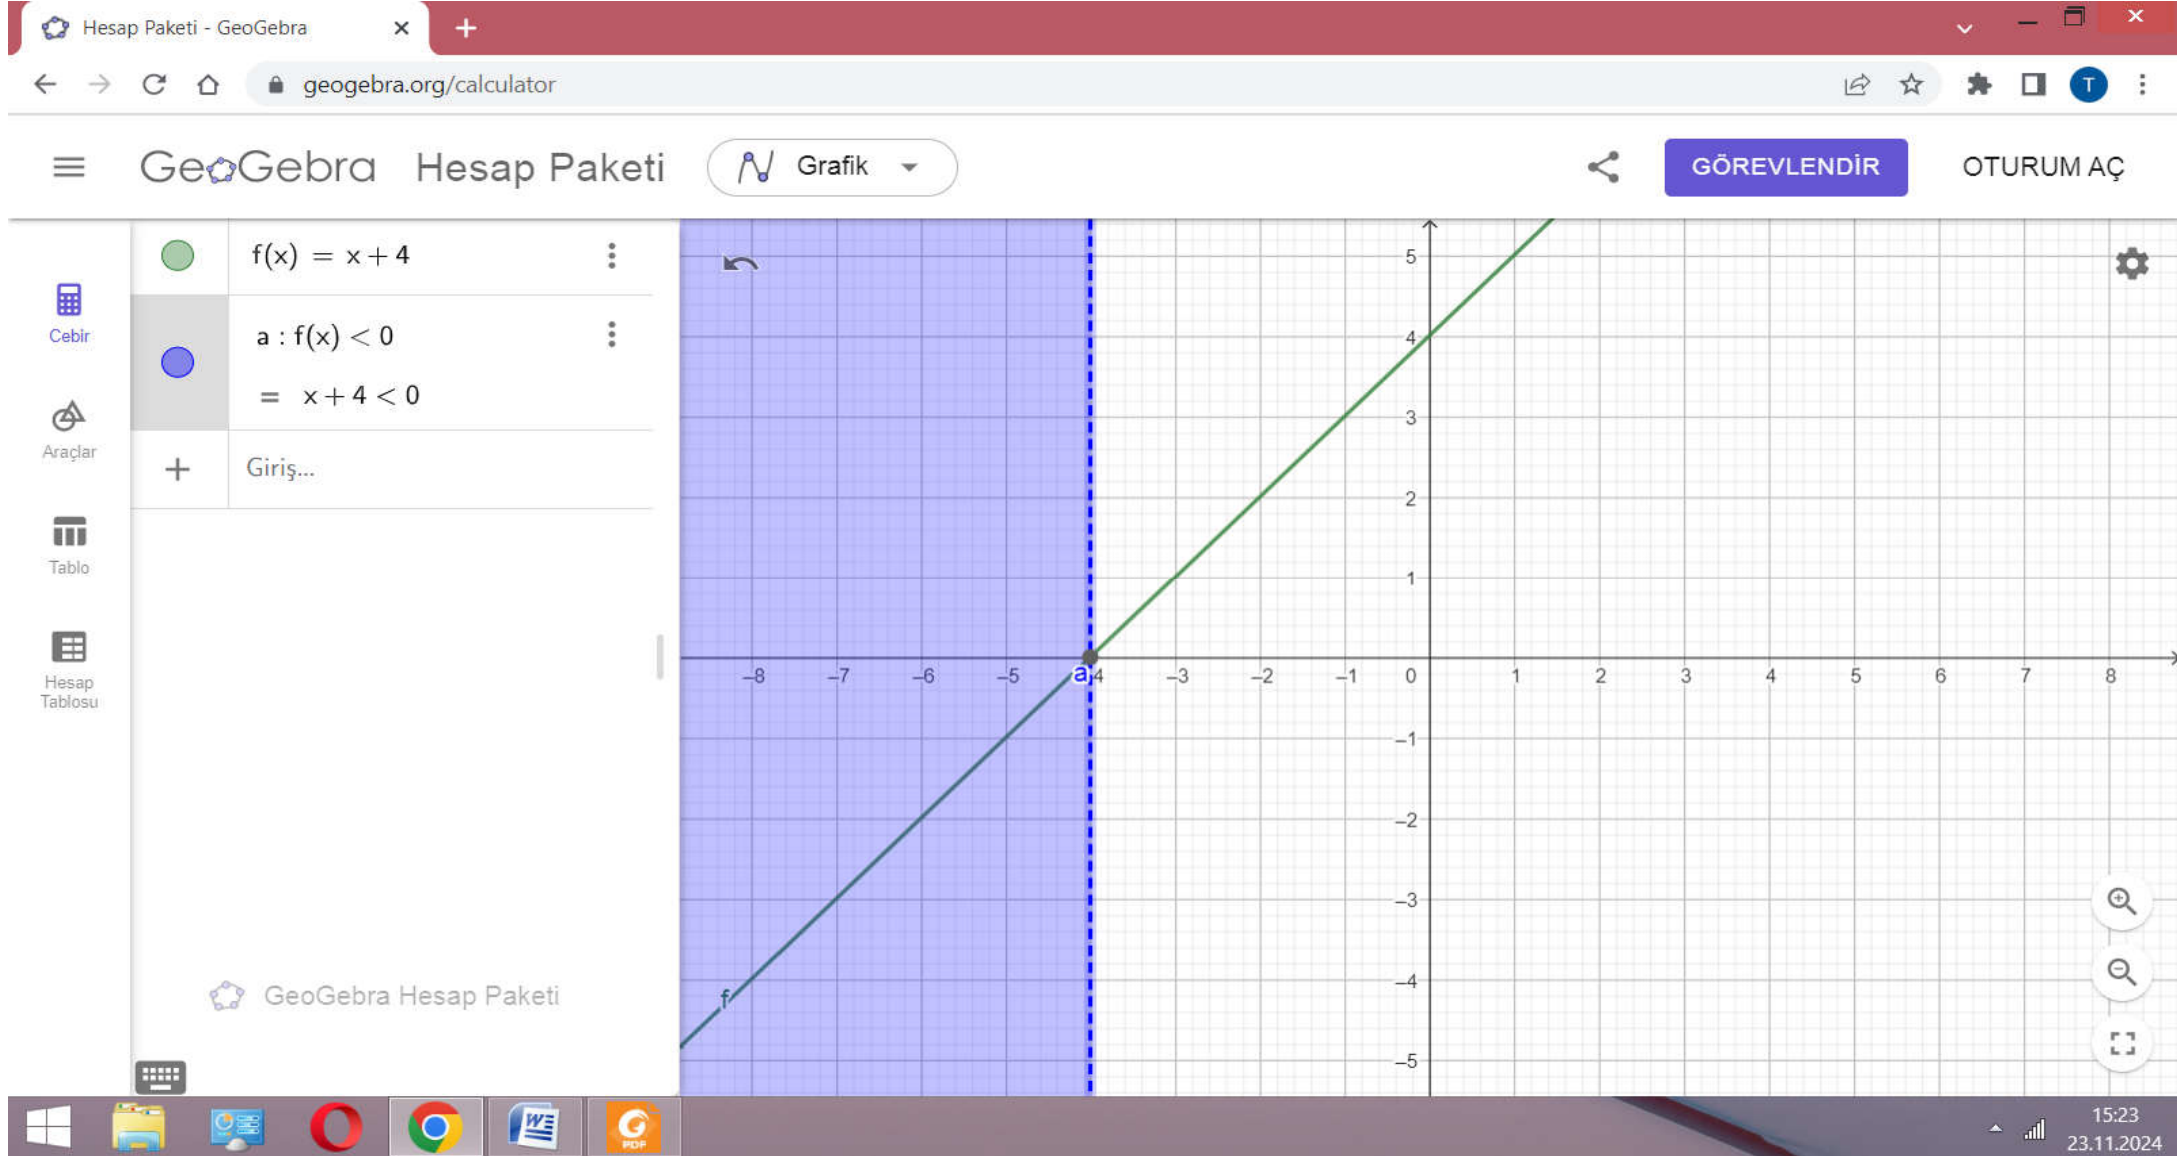 Hesap Paketi - GeoGebra
geogebra.org/calculator
T
GeoGebra Hesap Paketi
Grafik
GÖREVLENDİR
OTURUM AÇ
Cebir
Araçlar
Tablo
Hesap
Tablosu
f(x) = x + 4
a : f(x) < 0
= x + 4 < 0
Giriş...
GeoGebra Hesap Paketi
5
4
3
2
1
–8 –7 –6 –5 a 4 –3 –2 –1 0 1 2 3 4 5 6 7 8
–1
–2
–3
–4
–5
f
W
G
PDF
15:23
23.11.2024